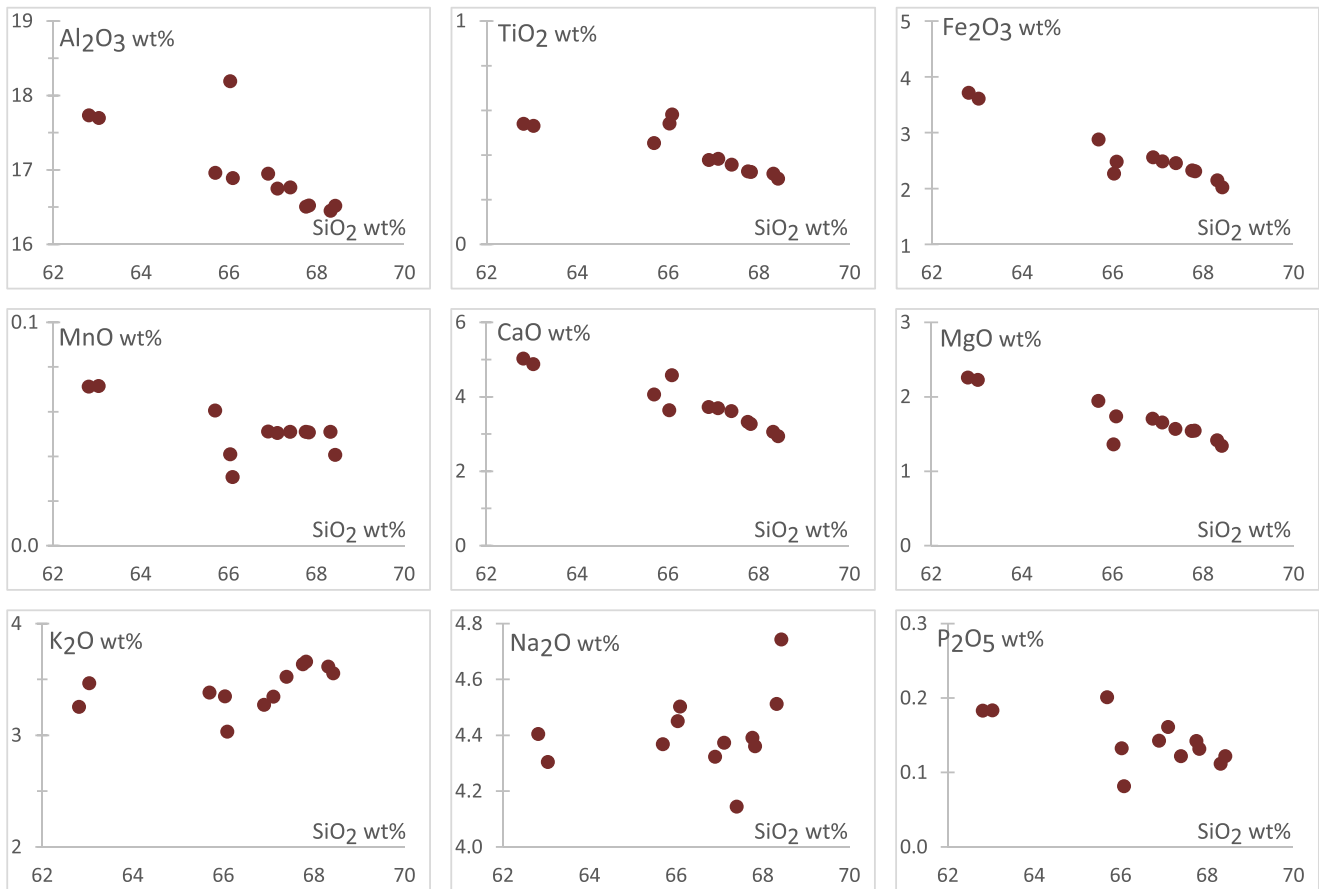 19
Al₂O₃ wt%
18
17
16
SiO₂ wt%
62 64 66 68 70
1
TiO₂ wt%
0
SiO₂ wt%
62 64 66 68 70
5
Fe₂O₃ wt%
4
3
2
1
SiO₂ wt%
62 64 66 68 70
0.1
MnO wt%
0.0
SiO₂ wt%
62 64 66 68 70
6
CaO wt%
4
2
0
SiO₂ wt%
62 64 66 68 70
3
MgO wt%
2
1
0
SiO₂ wt%
62 64 66 68 70
4
K₂O wt%
3
2
SiO₂ wt%
62 64 66 68 70
4.8
Na₂O wt%
4.6
4.4
4.2
4.0
SiO₂ wt%
62 64 66 68 70
0.3
P₂O₅ wt%
0.2
0.1
0.0
SiO₂ wt%
62 64 66 68 70